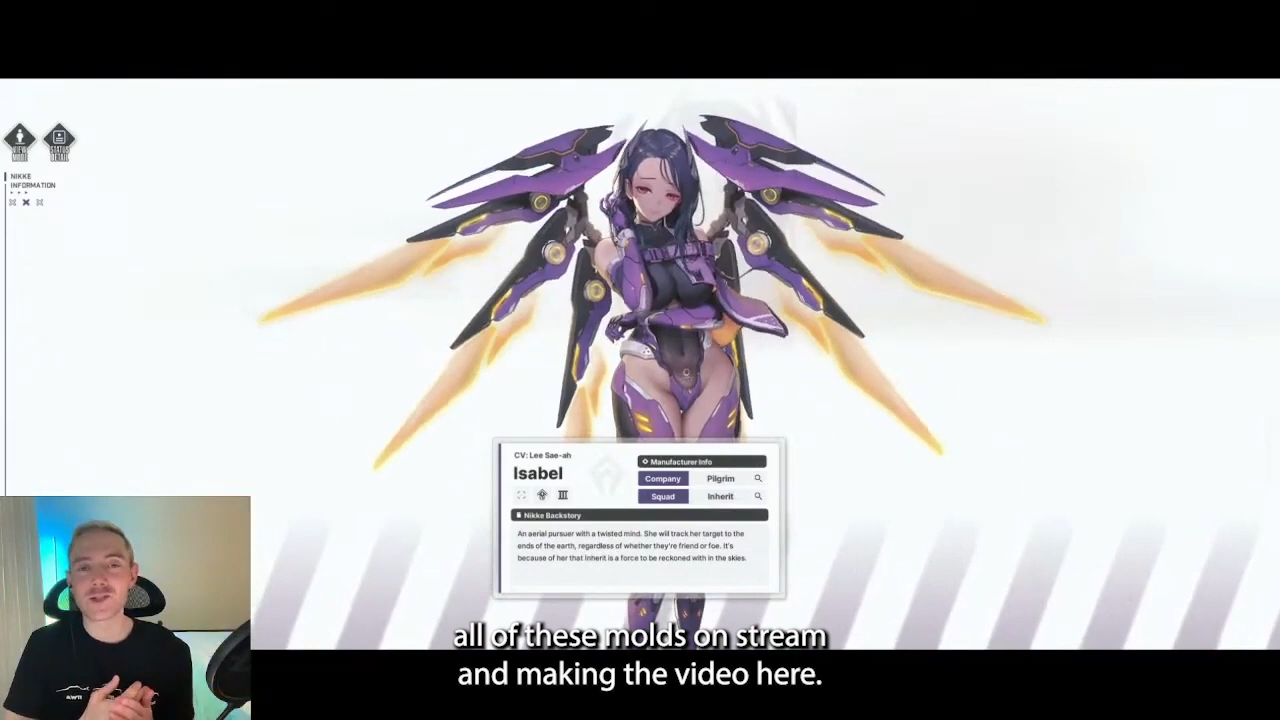 VIEW
MODE
STATUS
DETAIL
NIKKE
INFORMATION
CV: Lee Sae-ah
Isabel
Manufacturer Info
Company Pilgrim
Squad Inherit
Nikke Backstory
An aerial pursuer with a twisted mind. She will track her target to the
ends of the earth, regardless of whether they're friend or foe. It's
because of her that Inherit is a force to be reckoned with in the skies.
all of these molds on stream
and making the video here.